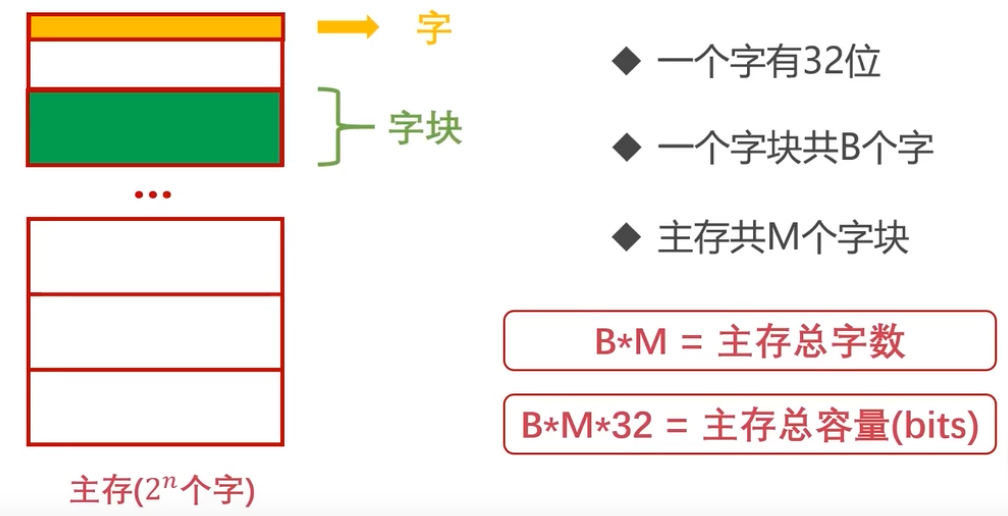 字
字块
...
主存(2ⁿ个字)
◆ 一个字有32位
◆ 一个字块共B个字
◆ 主存共M个字块
B*M = 主存总字数
B*M*32 = 主存总容量(bits)